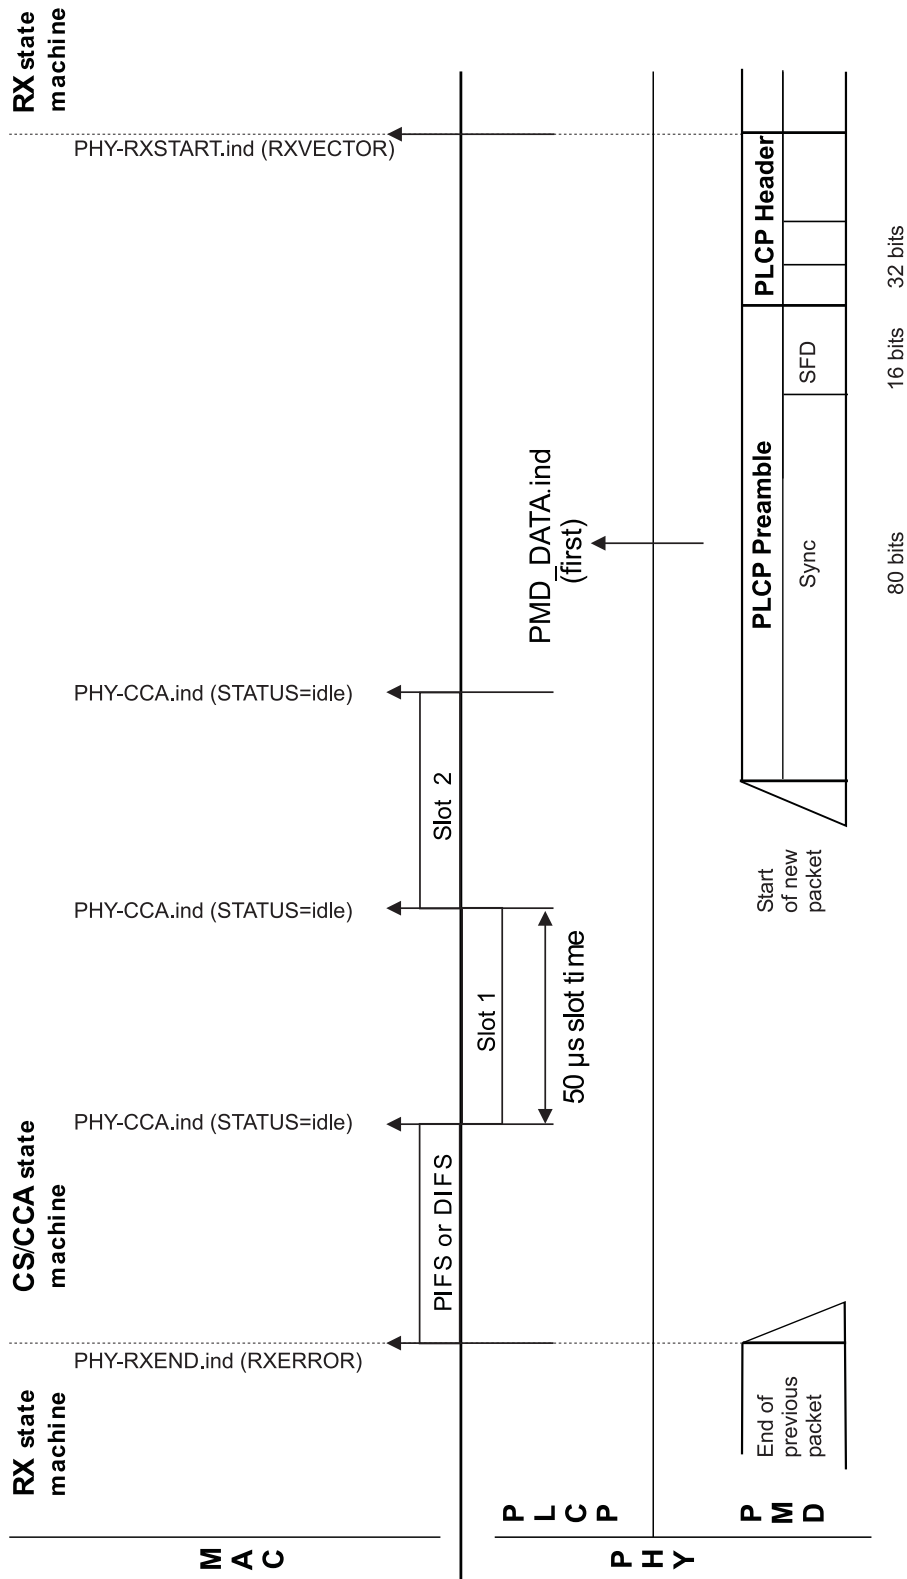 RX state
machine
CS/CCA state
machine
RX state
machine
PHY-RXEND.ind (RXERROR)
PHY-CCA.ind (STATUS=idle)
PHY-CCA.ind (STATUS=idle)
PHY-CCA.ind (STATUS=idle)
PHY-RXSTART.ind (RXVECTOR)
M
A
C
PIFS or DIFS
Slot 1
Slot 2
50 µs slot time
PMD_DATA.ind
(first)
P
L
C
P
P
H
Y
P
M
D
End of
previous
packet
Start
of new
packet
PLCP Preamble
PLCP Header
Sync
SFD
80 bits
16 bits
32 bits